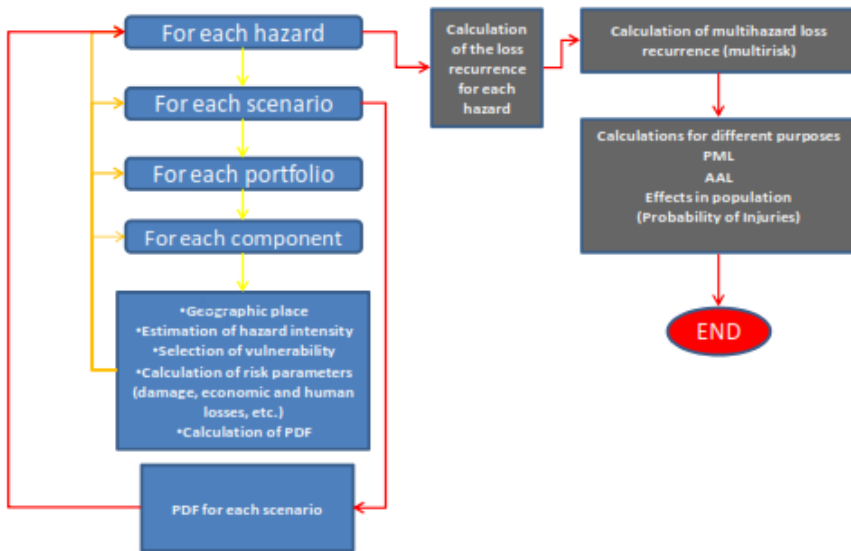 For each hazard
For each scenario
For each portfolio
For each component
•Geographic place
•Estimation of hazard intensity
•Selection of vulnerability
•Calculation of risk parameters
(damage, economic and human
losses, etc.)
•Calculation of PDF
PDF for each scenario
Calculation
of the loss
recurrence
for each
hazard
Calculation of multihazard loss
recurrence (multirisk)
Calculations for different purposes
PML
AAL
Effects in population
(Probability of Injuries)
END